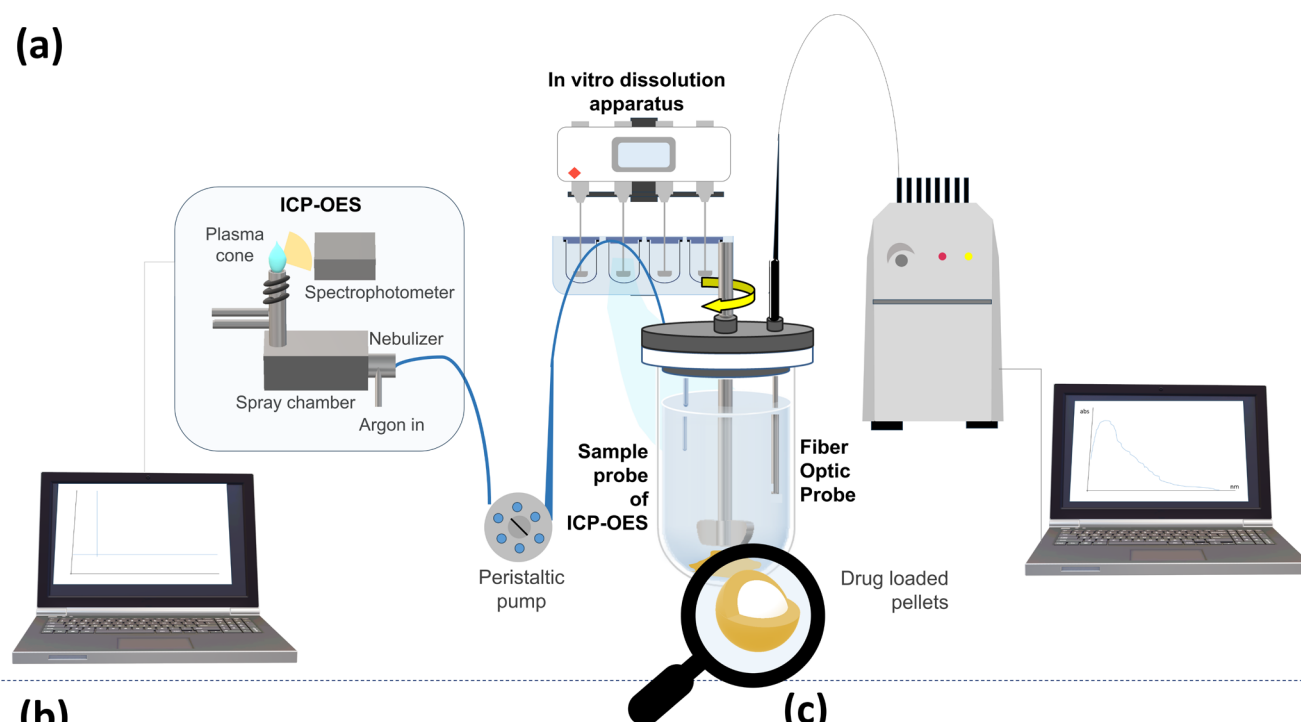 (a)
In vitro dissolution
apparatus
ICP-OES
Plasma
cone
Spectrophotometer
Nebulizer
Spray chamber
Argon in
Sample
probe
of
ICP-OES
Fiber
Optic
Probe
abs
nm
Peristaltic
pump
Drug loaded
pellets
(b)
(c)